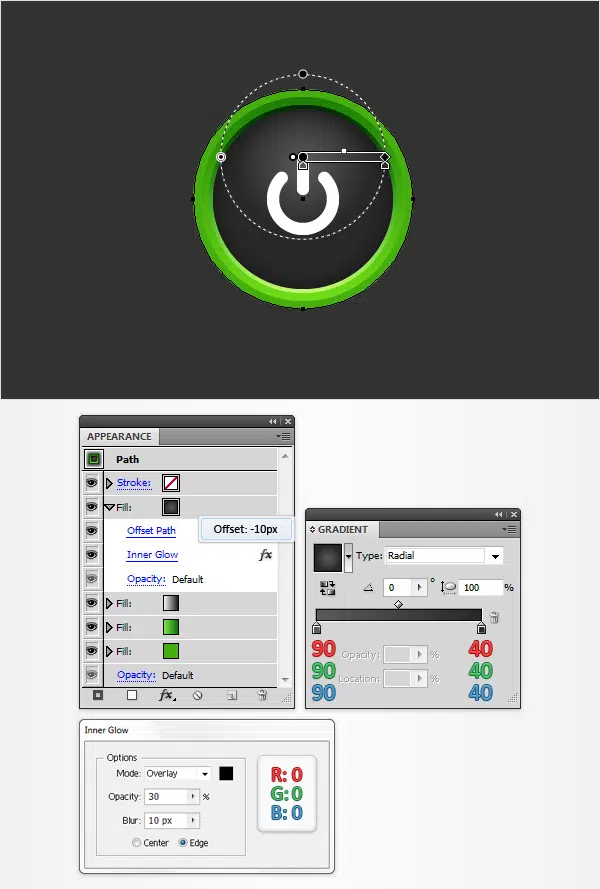 APPEARANCE
Path
Stroke:
Fill:
Offset Path
Offset: -10px
Inner Glow fx
Opacity: Default
Fill:
Fill:
Fill:
Opacity: Default
fx
GRADIENT
Type: Radial
0 ° 100 %
90 Opacity: % 40
90 Location: % 40
90 40
Inner Glow
Options
Mode: Overlay
Opacity: 30 %
Blur: 10 px
Center Edge
R: 0
G: 0
B: 0